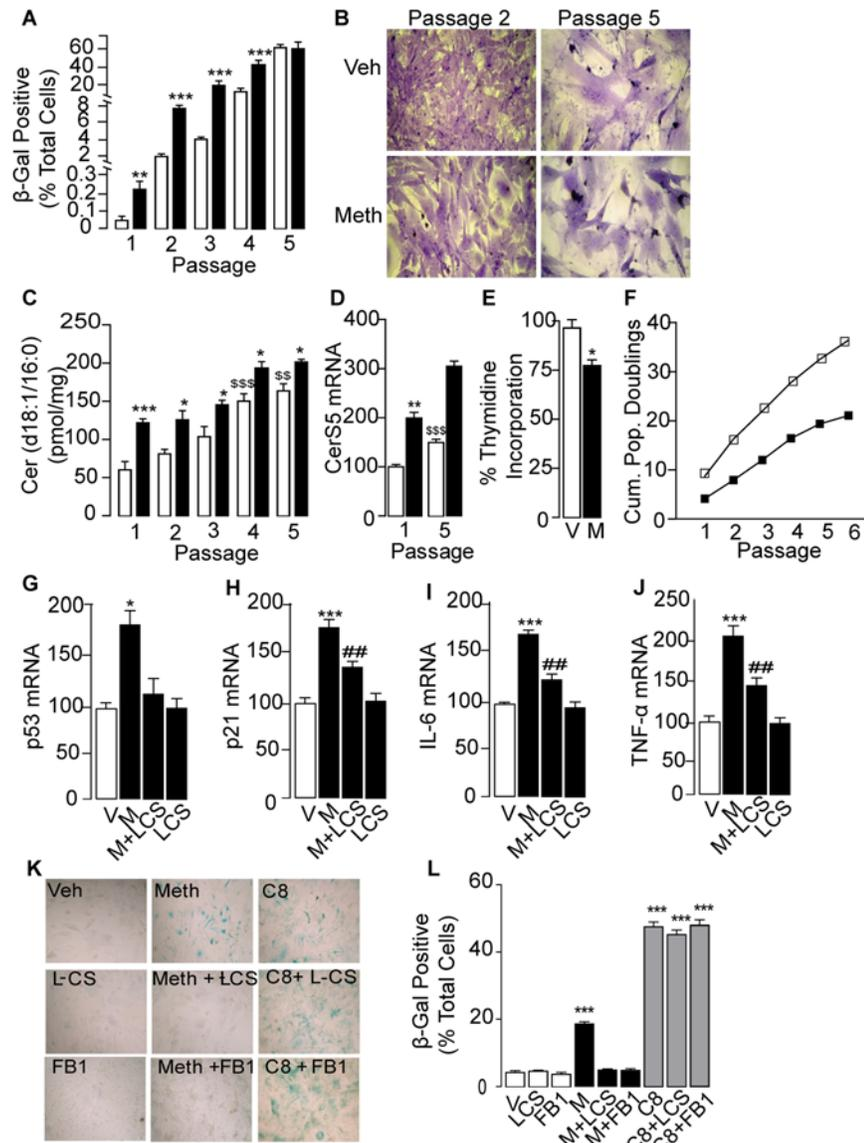 A
β-Gal Positive
(% Total Cells)
60
40
20
8
6
4
2
0.3
0.2
0.1
0
** *** *** ***
1 2 3 4 5
Passage
B
Passage 2 Passage 5
Veh
Meth
C
Cer (d18:1/16:0)
(pmol/mg)
250
200
150
100
50
0
*** * * $$$ * $$ *
1 2 3 4 5
Passage
D
CerS5 mRNA
400
300
200
100
0
** $$$
1 5
Passage
E
% Thymidine
Incorporation
100
75
50
25
0
*
V M
F
Cum. Pop. Doublings
40
30
20
10
0
1 2 3 4 5 6
Passage
G
p53 mRNA
200
150
100
50
0
*
V M M+LCS LCS
H
p21 mRNA
200
150
100
50
0
*** ##
V M M+LCS LCS
I
IL-6 mRNA
200
150
100
50
0
*** ##
V M M+LCS LCS
J
TNF-α mRNA
250
200
150
100
50
0
*** ##
V M M+LCS LCS
K
Veh Meth C8
L-CS Meth + LCS C8+ L-CS
FB1 Meth +FB1 C8 + FB1
L
β-Gal Positive
(% Total Cells)
60
40
20
0
*** *** *** ***
V LCS FB1 M M+LCS M+FB1 C8 C8+LCS C8+FB1